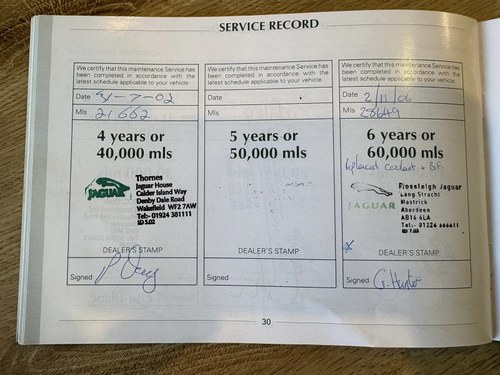 SERVICE RECORD
We certify that this maintenance Service has
been completed in accordance with the
latest schedule applicable to your vehicle.
Date -7-02
Mls 21662
4 years or
40,000 mls
JAGUAR
Thornes
Jaguar House
Calder Island Way
Denby Dale Road
Wakefield WF2 7AW
Tel:- 01924 381111
DEALER'S STAMP
Signed
We certify that this maintenance Service has
been completed in accordance with the
latest schedule applicable to your vehicle.
Date
Mls
5 years or
50,000 mls
DEALER'S STAMP
Signed
We certify that this maintenance Service has
been completed in accordance with the
latest schedule applicable to your vehicle.
Date 2/11/06
Mls 28649
6 years or
60,000 mls
Replaced coolant + B.F.
JAGUAR
Rossleigh Jaguar
Lang Stracht
Mastrick
Aberdeen
AB16 6LA
DEALER'S STAMP
Signed G. Hunter
30